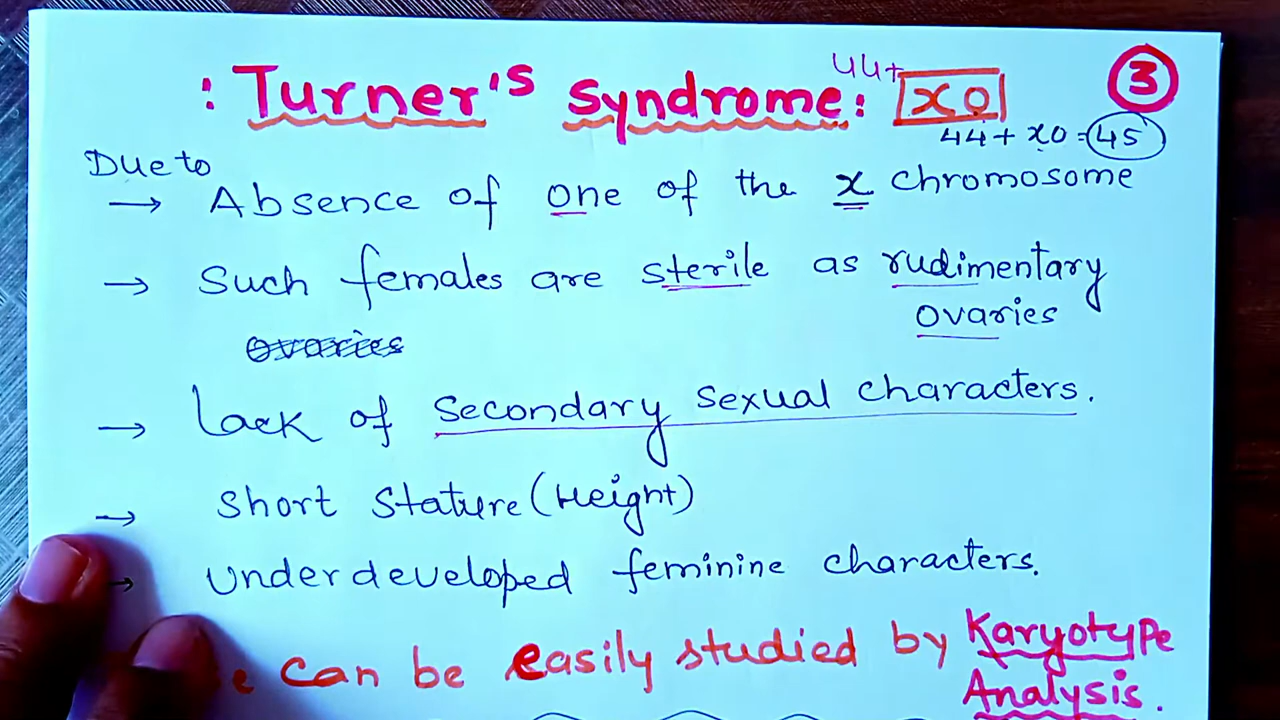 : Turner's Syndrome: 44+ XO
3
44 + XO = 45
Due to
→ Absence of one of the X chromosome
→ Such females are sterile as rudimentary
ovaries
ovaries
→ Lack of secondary sexual characters.
→ Short Stature (Height)
→ Underdeveloped feminine characters.
can be easily studied by Karyotype
Analysis.